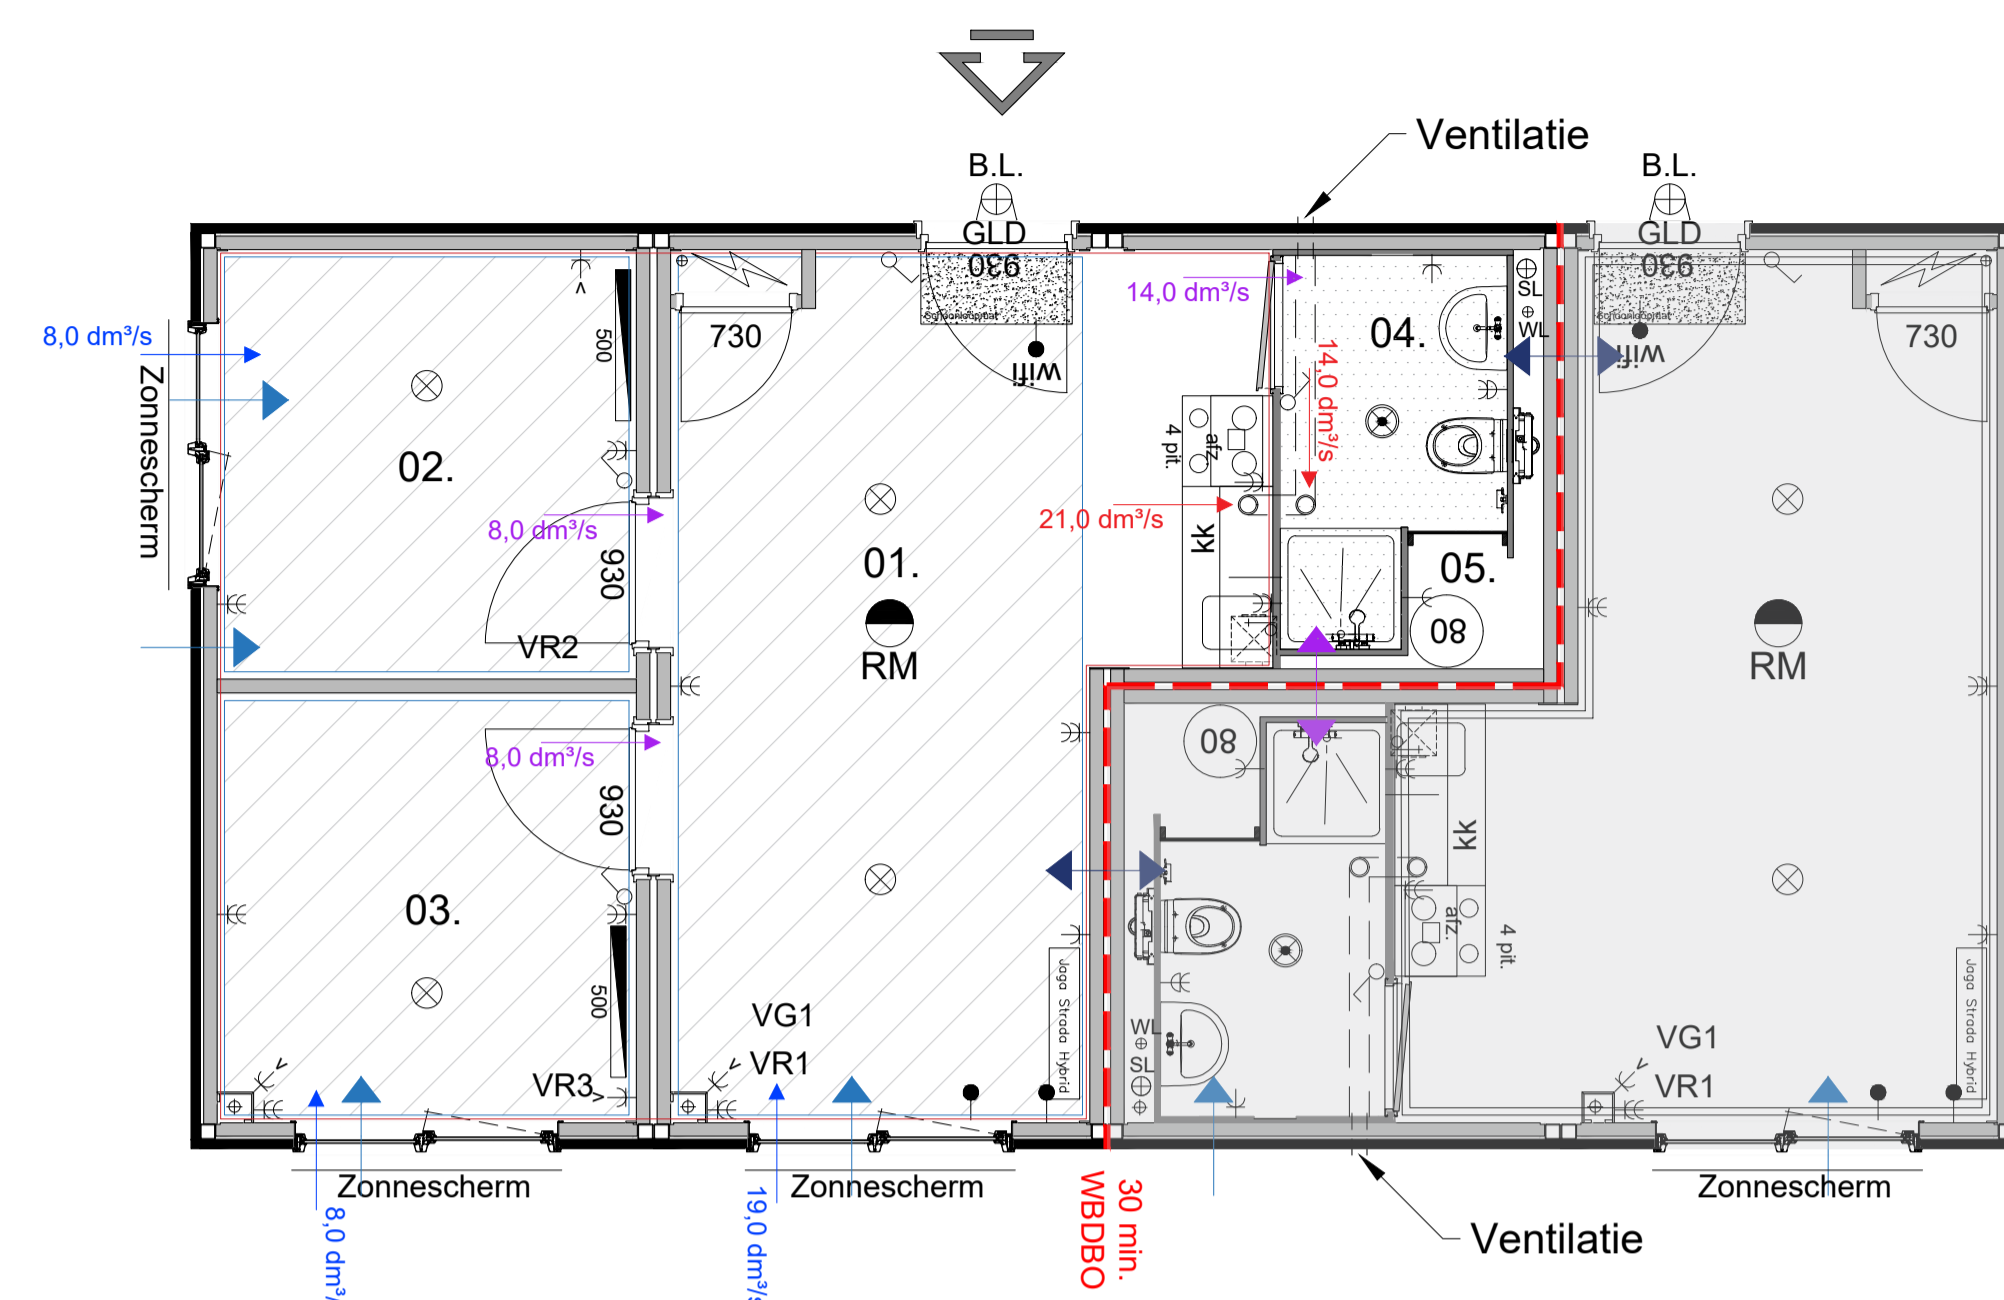 Ventilatie
B.L.
B.L.
GLD
930
GLD
930
Schoonloopmat
Schoonloopmat
8,0 dm³/s
Zonnescherm
500
730
wifi
14,0 dm³/s
04.
SL
WL
wifi
730
14,0 dm³/s
02.
4 pit.
afz.
8,0 dm³/s
21,0 dm³/s
kk
930
01.
05.
80
VR2
RM
RM
8,0 dm³/s
80
930
kk
03.
afz.
4 pit.
500
VG1
VR1
VR3
Jaga Strada Hybrid
WL
SL
VG1
VR1
Jaga Strada Hybrid
Zonnescherm
Zonnescherm
Zonnescherm
8,0 dm³/
19,0 dm³/s
30 min.
WBDBO
Ventilatie